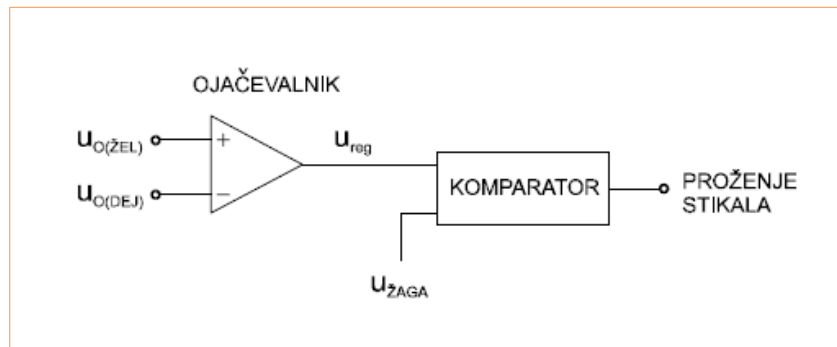 OJAČEVALNIK
uO(ŽEL)
+
ureg
uO(DEJ)
−
KOMPARATOR
PROŽENJE
STIKALA
uŽAGA